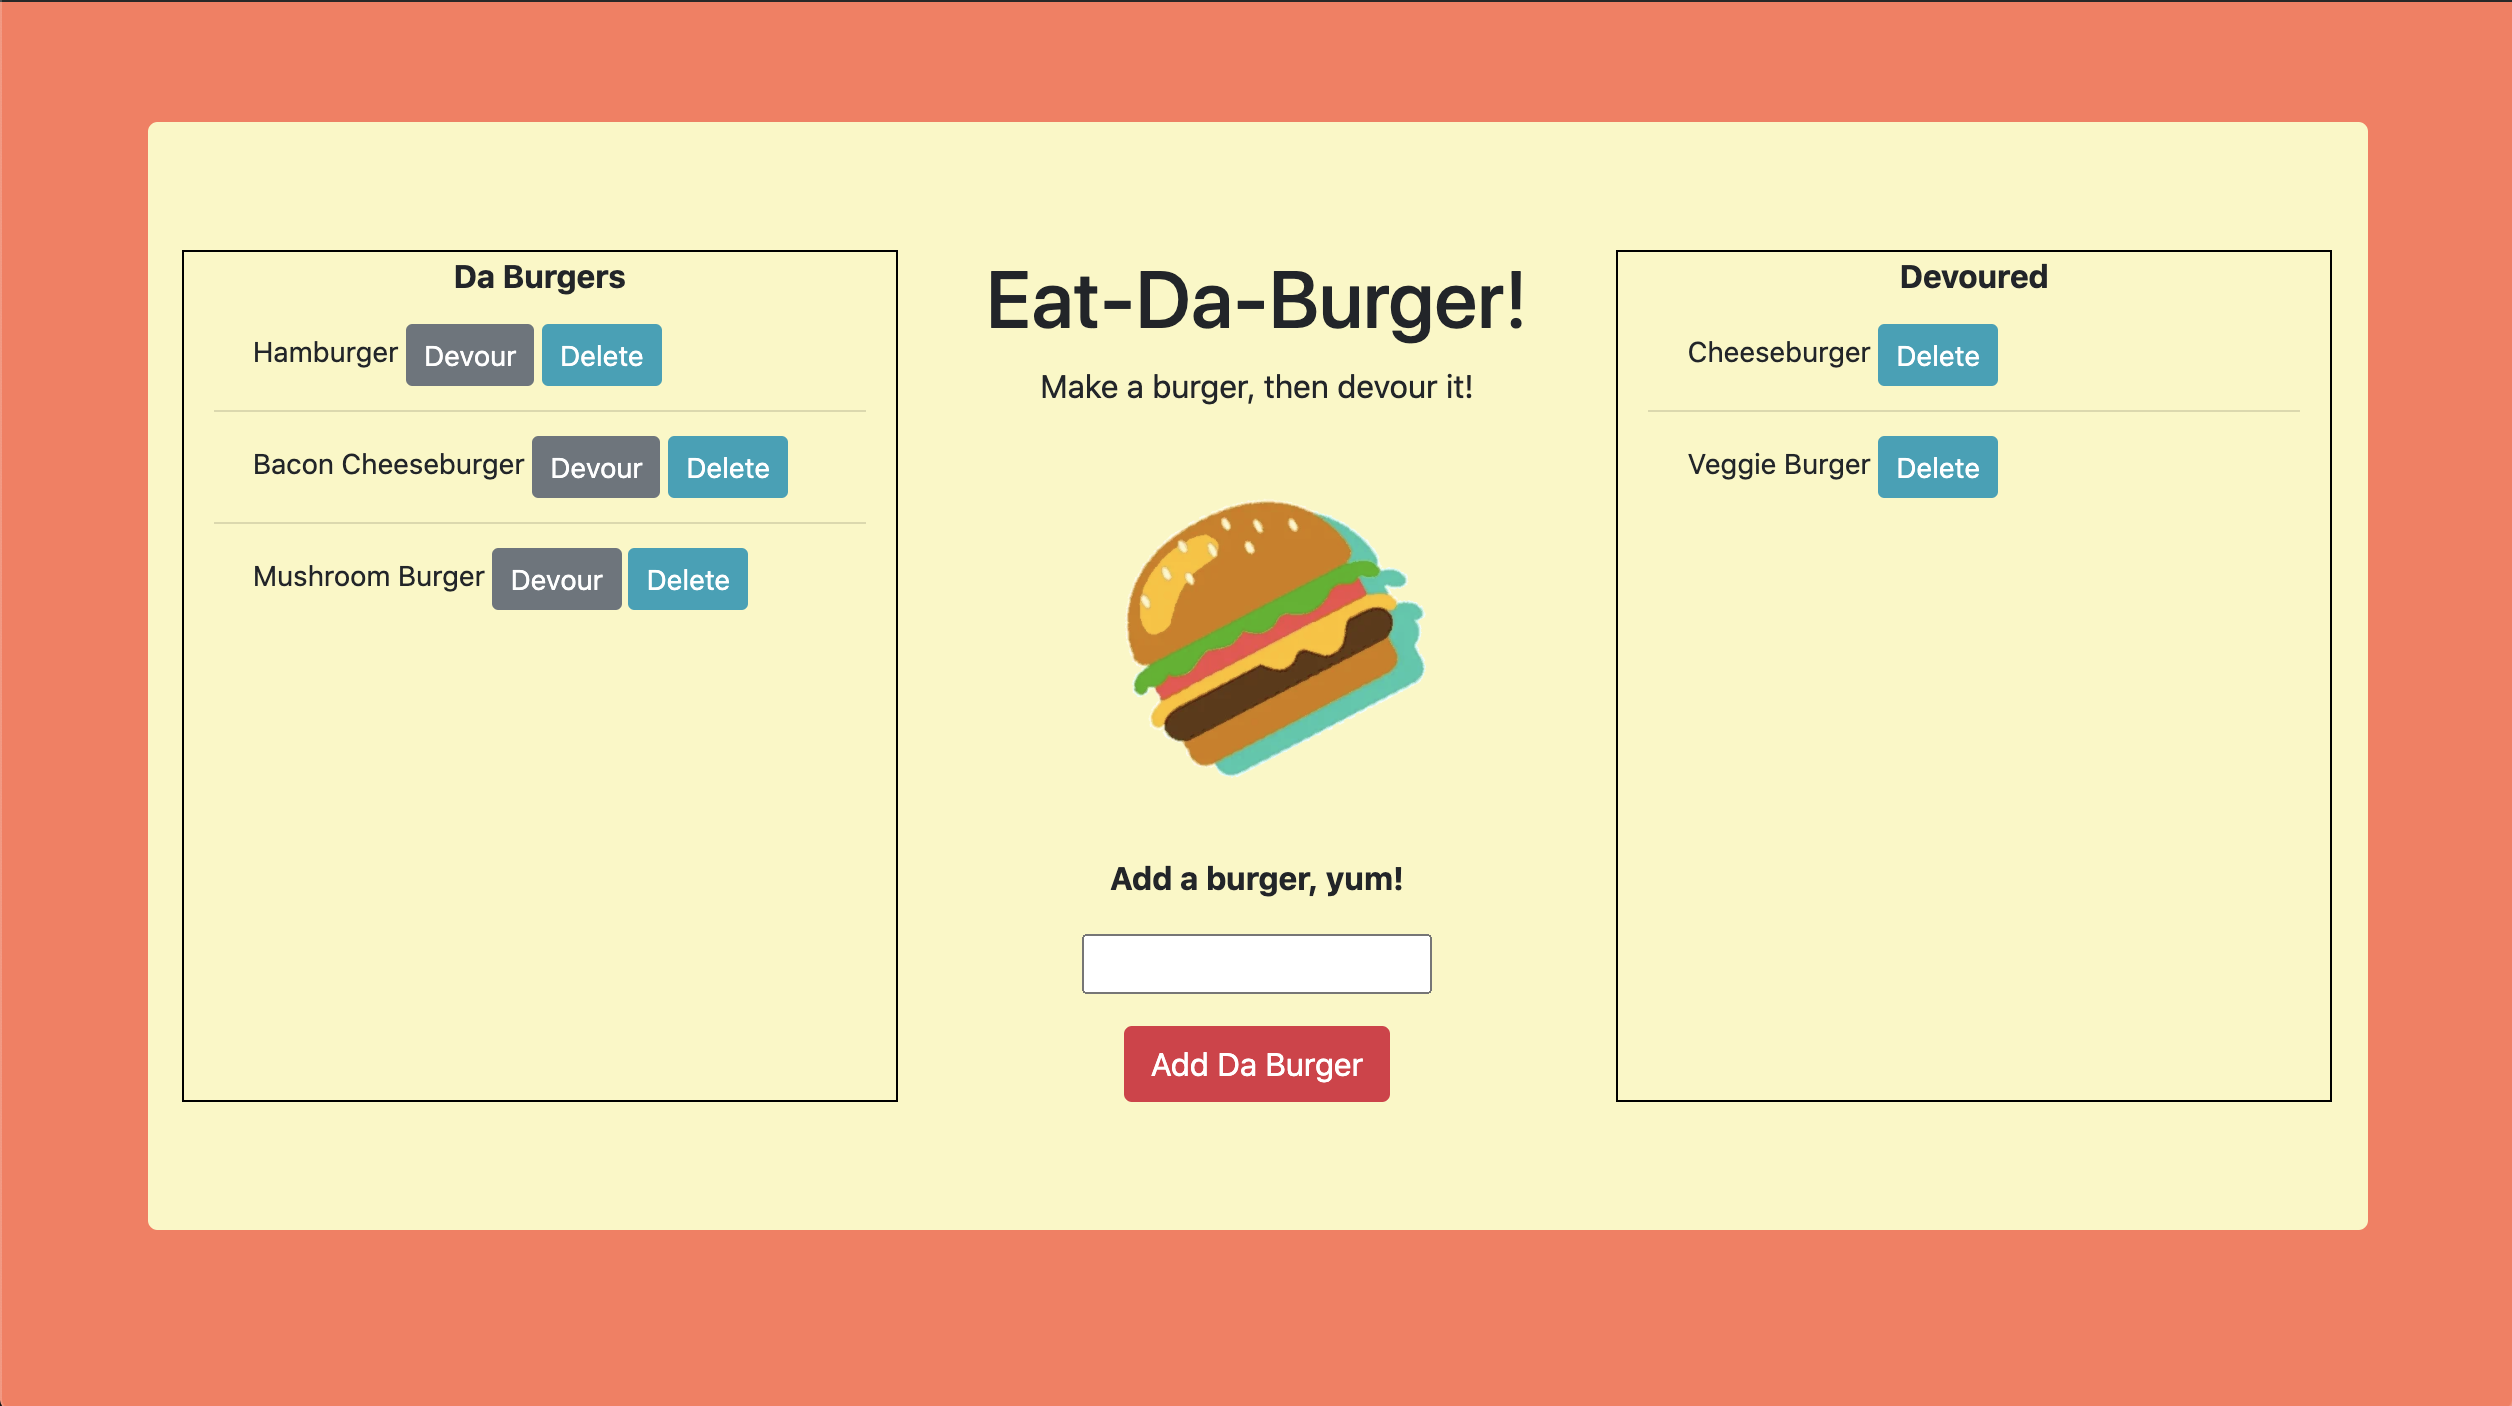 Da Burgers
Hamburger Devour Delete
Bacon Cheeseburger Devour Delete
Mushroom Burger Devour Delete
Eat-Da-Burger!
Make a burger, then devour it!
Add a burger, yum!
Add Da Burger
Devoured
Cheeseburger Delete
Veggie Burger Delete